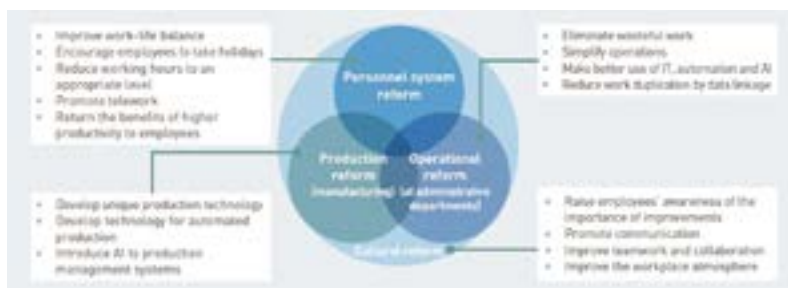 • Improve work-life balance
• Encourage employees to take holidays
• Reduce working hours to an
appropriate level
• Promote telework
• Return the benefits of higher
productivity to employees
• Eliminate wasteful work
• Simplify operations
• Make better use of IT, automation and AI
• Reduce work duplication by data linkage
Personnel system
reform
Production
reform
(manufacturing)
Operational
reform
(at administrative
departments)
Cultural reform
• Develop unique production technology
• Develop technology for automated
production
• Introduce AI to production
management systems
• Raise employees' awareness of the
importance of improvements
• Promote communication
• Improve teamwork and collaboration
• Improve the workplace atmosphere